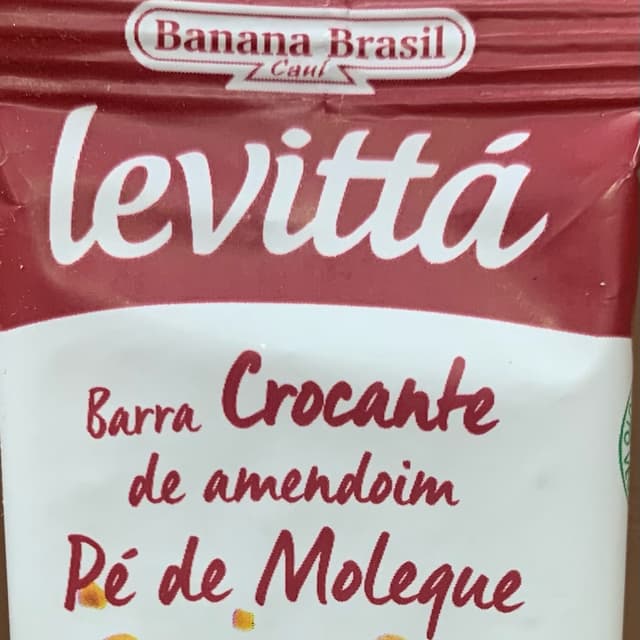 Banana Brasil
Cauí
levittá
Barra Crocante
de amendoim
Pé de Moleque